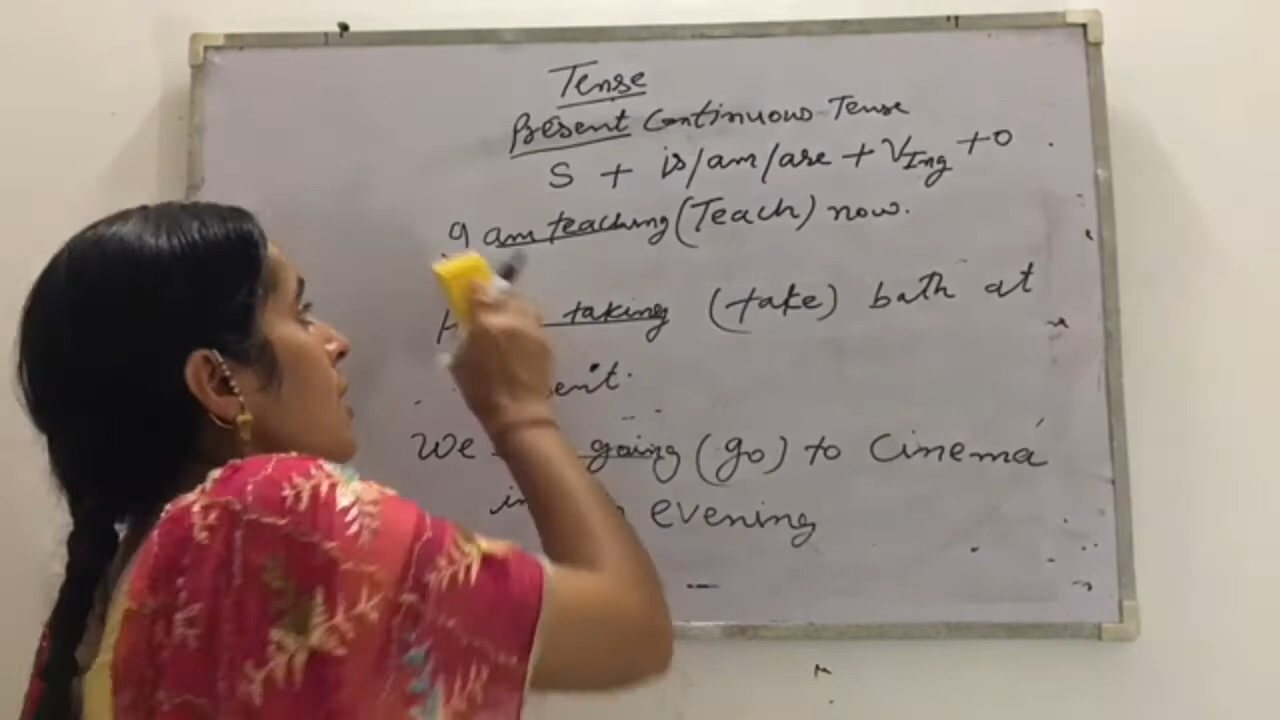 Tense
Present Continuous Tense
S + is/am/are + VIng + O
I am teaching (Teach) now.
taking (take) bath at
We going (go) to Cinema
evening